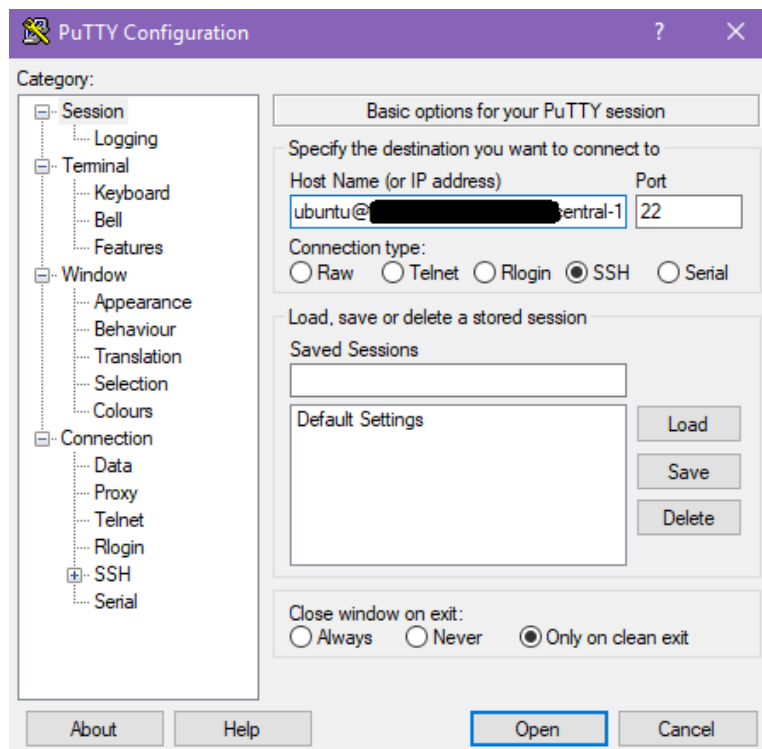 PuTTY Configuration
?
Category:
Session
Logging
Terminal
Keyboard
Bell
Features
Window
Appearance
Behaviour
Translation
Selection
Colours
Connection
Data
Proxy
Telnet
Rlogin
SSH
Serial
Basic options for your PuTTY session
Specify the destination you want to connect to
Host Name (or IP address) Port
ubuntu@ entral-1 22
Connection type:
Raw Telnet Rlogin SSH Serial
Load, save or delete a stored session
Saved Sessions
Default Settings
Load
Save
Delete
Close window on exit:
Always Never Only on clean exit
About Help Open Cancel